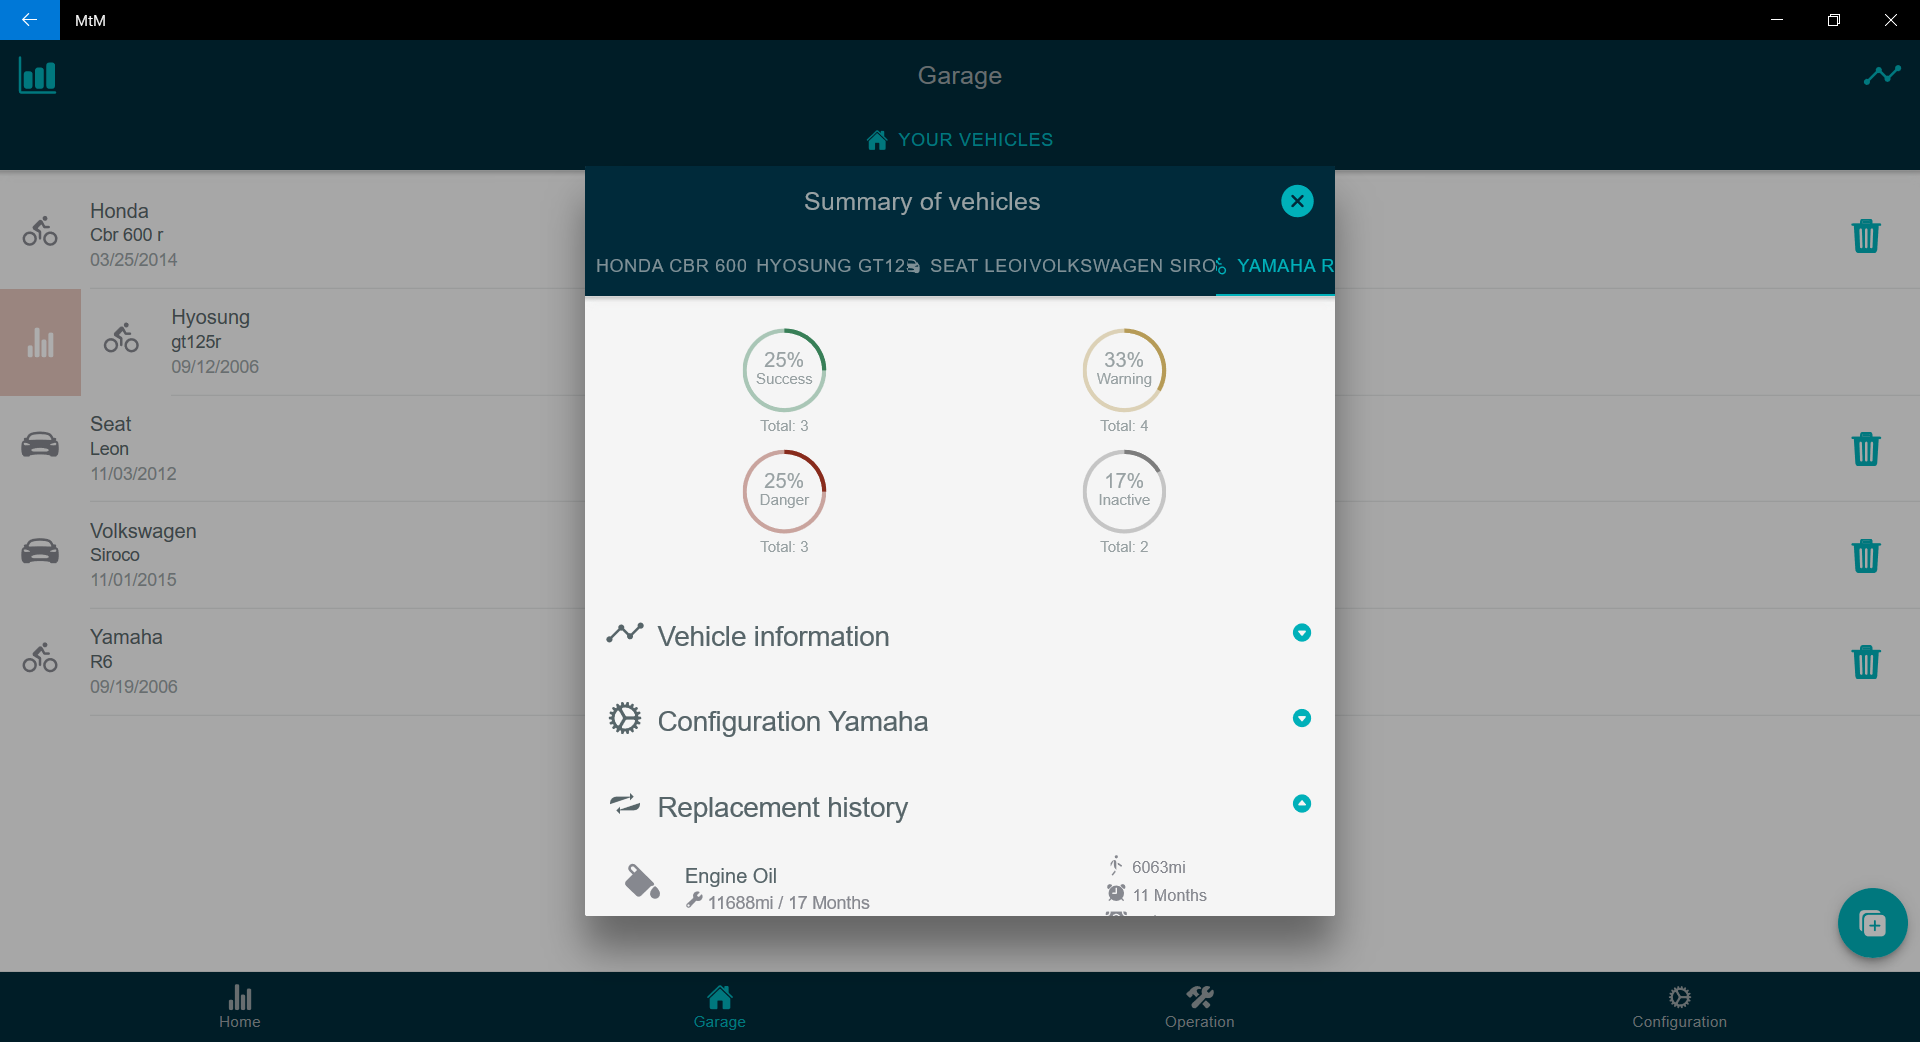 MtM
Garage
YOUR VEHICLES
Summary of vehicles
HONDA CBR 600 HYOSUNG GT12 SEAT LEO VOLKSWAGEN SIRO YAMAHA R
Honda
Cbr 600 r
03/25/2014
Hyosung
gt125r
09/12/2006
Seat
Leon
11/03/2012
Volkswagen
Siroco
11/01/2015
Yamaha
R6
09/19/2006
25%
Success
Total: 3
33%
Warning
Total: 4
25%
Danger
Total: 3
17%
Inactive
Total: 2
Vehicle information
Configuration Yamaha
Replacement history
Engine Oil
11688mi / 17 Months
6063mi
11 Months
Home
Garage
Operation
Configuration